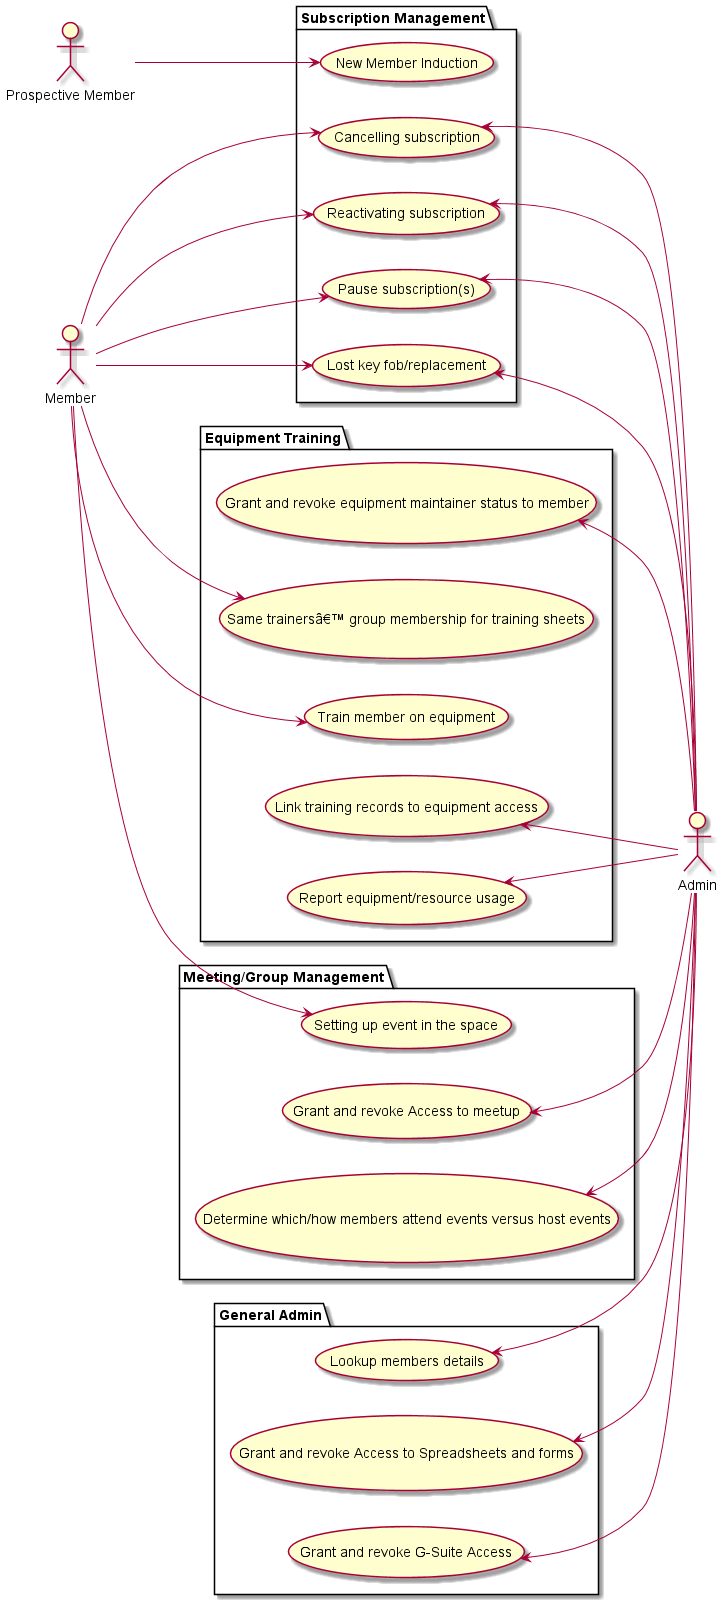 Subscription Management
Prospective Member
New Member Induction
Cancelling subscription
Reactivating subscription
Pause subscription(s)
Lost key fob/replacement
Member
Equipment Training
Grant and revoke equipment maintainer status to member
Same trainersâ€™ group membership for training sheets
Train member on equipment
Link training records to equipment access
Report equipment/resource usage
Admin
Meeting/Group Management
Setting up event in the space
Grant and revoke Access to meetup
Determine which/how members attend events versus host events
General Admin
Lookup members details
Grant and revoke Access to Spreadsheets and forms
Grant and revoke G-Suite Access